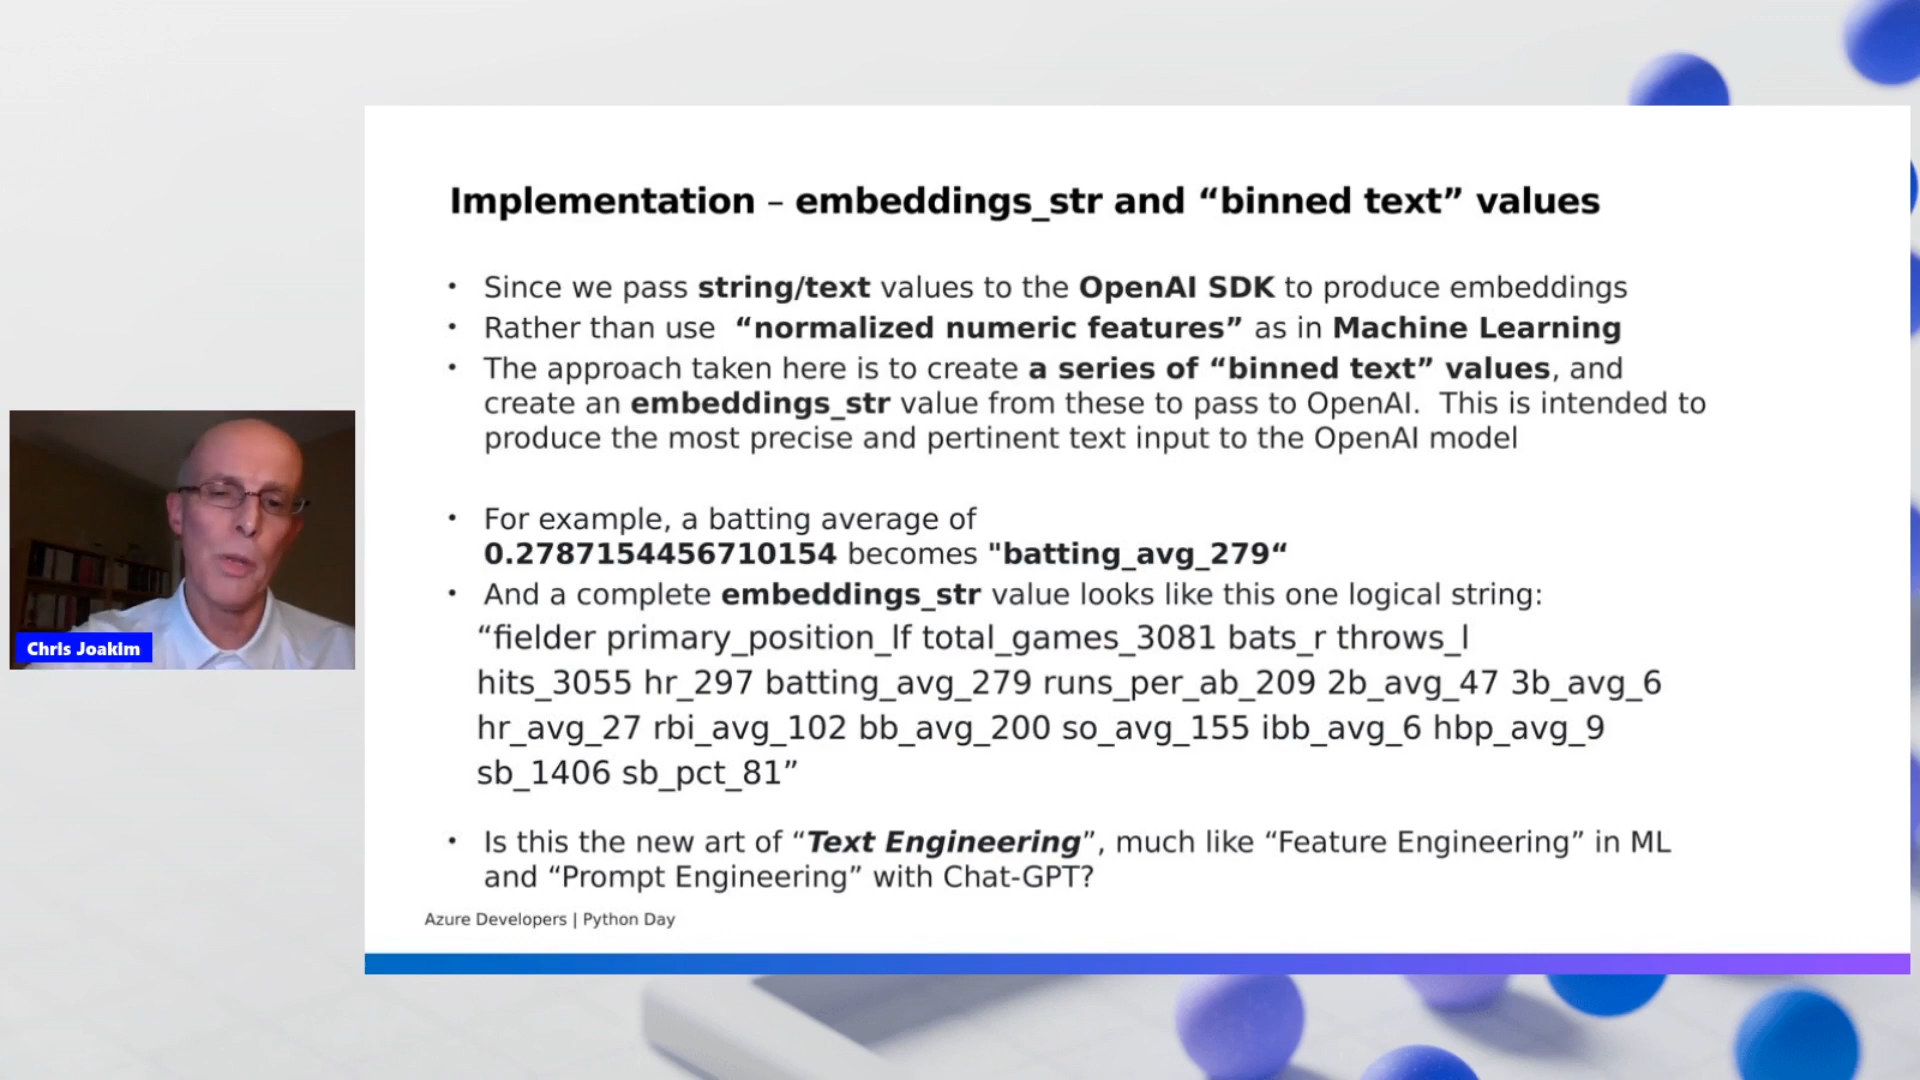 Implementation – embeddings_str and “binned text” values
• Since we pass string/text values to the OpenAI SDK to produce embeddings
• Rather than use “normalized numeric features” as in Machine Learning
• The approach taken here is to create a series of “binned text” values, and
create an embeddings_str value from these to pass to OpenAI. This is intended to
produce the most precise and pertinent text input to the OpenAI model
• For example, a batting average of
0.2787154456710154 becomes "batting_avg_279“
• And a complete embeddings_str value looks like this one logical string:
“fielder primary_position_lf total_games_3081 bats_r throws_l
hits_3055 hr_297 batting_avg_279 runs_per_ab_209 2b_avg_47 3b_avg_6
hr_avg_27 rbi_avg_102 bb_avg_200 so_avg_155 ibb_avg_6 hbp_avg_9
sb_1406 sb_pct_81”
• Is this the new art of “Text Engineering”, much like “Feature Engineering” in ML
and “Prompt Engineering” with Chat-GPT?
Azure Developers | Python Day
Chris Joakim